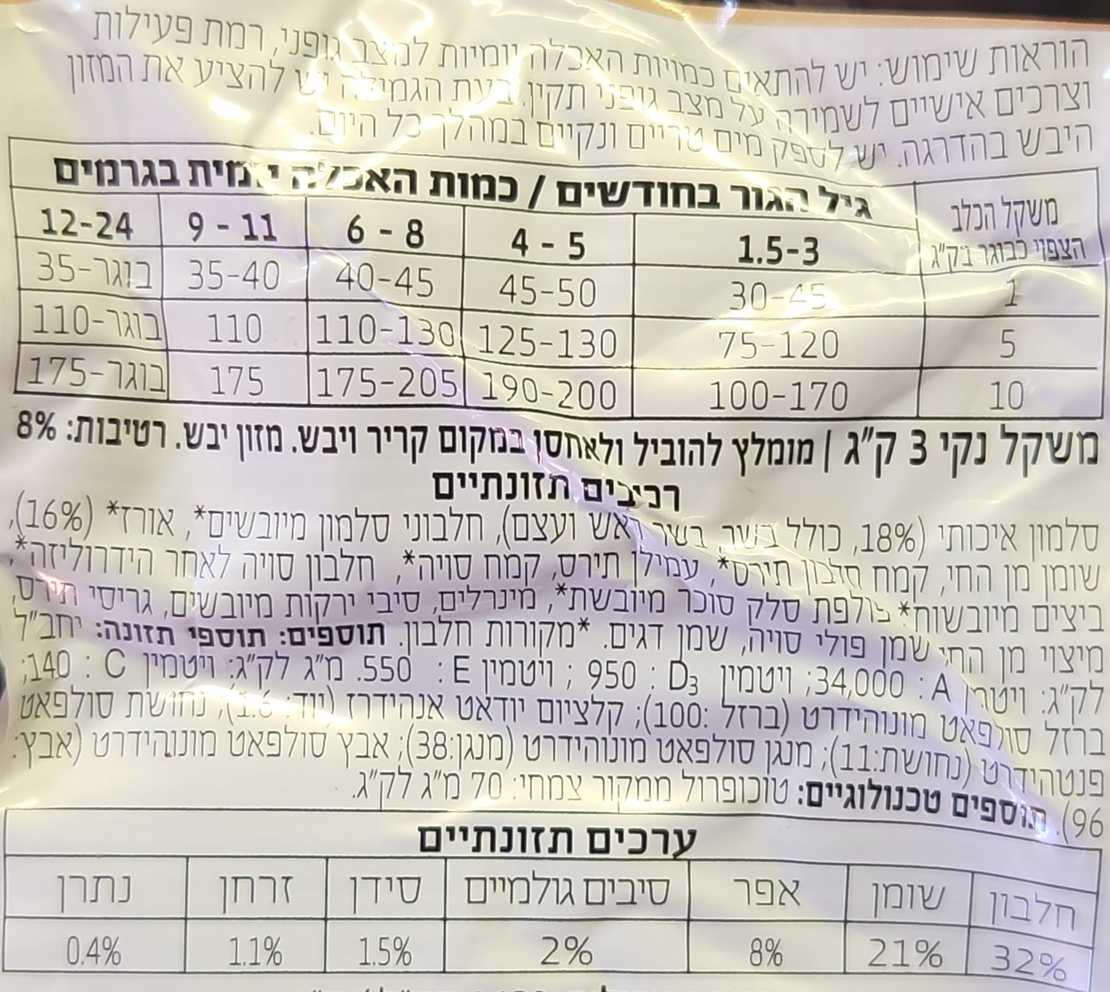 הוראות שימוש: יש להתאים כמויות האכלה יומיות למצב גופני, רמת פעילות
וצרכים אישיים לשמירה על מצב גופני תקין. בעת הגמילה יש להציע את המזון
היבש בהדרגה. יש לספק מים טריים ונקיים במהלך כל היום.
משקל הכלב הצפוי כבוגר בק"ג | גיל הגור בחודשים / כמות האכלה יומית בגרמים
1.5-3 | 4 - 5 | 6 - 8 | 9 - 11 | 12-24
1 | 30-45 | 45-50 | 40-45 | 35-40 | בוגר-35
5 | 75-120 | 125-130 | 110-130 | 110 | בוגר-110
10 | 100-170 | 190-200 | 175-205 | 175 | בוגר-175
משקל נקי 3 ק"ג | מומלץ להוביל ולאחסן במקום קריר ויבש. מזון יבש. רטיבות: 8%
רכיבים תזונתיים
סלמון איכותי (18%, כולל בשר בשר ראש ועצם), חלבוני סלמון מיובשים*, אורז* (16%),
שומן מן החי, קמח חלבון תירס*, עמילן תירס, קמח סויה*, חלבון סויה לאחר הידרוליזה*
ביצים מיובשות* פולפת סלק סוכר מיובשת*, מינרלים, סיבי ירקות מיובשים, גריסי תירס,
מיצוי מן החי שמן פולי סויה, שמן דגים. *מקורות חלבון. תוספים: תוספי תזונה: יחב"ל
לק"ג: ויטמין A : 34,000; ויטמין D₃ : 950 ; ויטמין E : 550. מ"ג לק"ג: ויטמין C : 140;
ברזל סולפאט מונוהידרט (ברזל :100); קלציום יודאט אנהידרז (יוד: 1.6); נחושת סולפאט
פנטהידרט (נחושת:11); מנגן סולפאט מונוהידרט (מנגן:38); אבץ סולפאט מונוהידרט (אבץ:
96). תוספים טכנולוגיים: טוכופרול ממקור צמחי: 70 מ"ג לק"ג.
ערכים תזונתיים
חלבון | שומן | אפר | סיבים גולמיים | סידן | זרחן | נתרן
32% | 21% | 8% | 2% | 1.5% | 1.1% | 0.4%